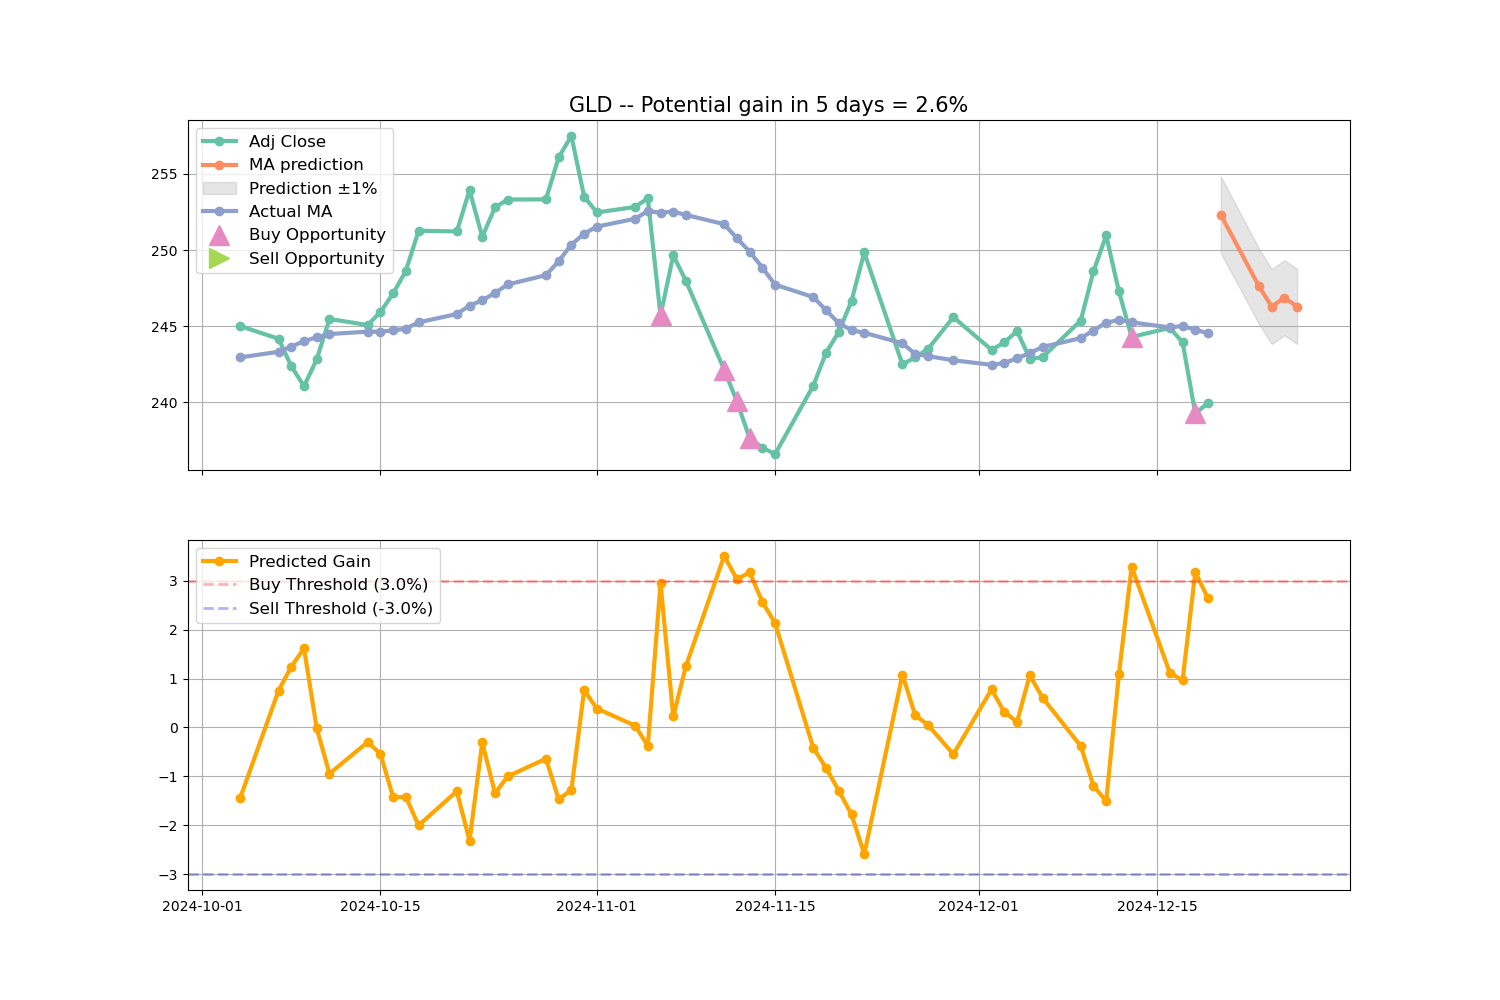 GLD -- Potential gain in 5 days = 2.6%
Adj Close
MA prediction
Prediction ±1%
Actual MA
Buy Opportunity
Sell Opportunity
255
250
245
240
Predicted Gain
Buy Threshold (3.0%)
Sell Threshold (-3.0%)
3
2
1
0
−1
−2
−3
2024-10-01 2024-10-15 2024-11-01 2024-11-15 2024-12-01 2024-12-15